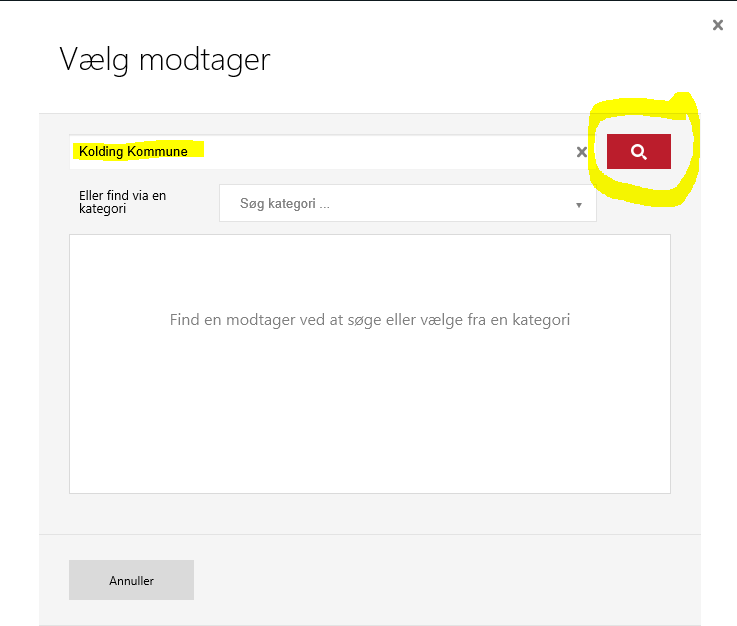 Vælg modtager
Kolding Kommune
Eller find via en
kategori
Søg kategori ...
Find en modtager ved at søge eller vælge fra en kategori
Annuller